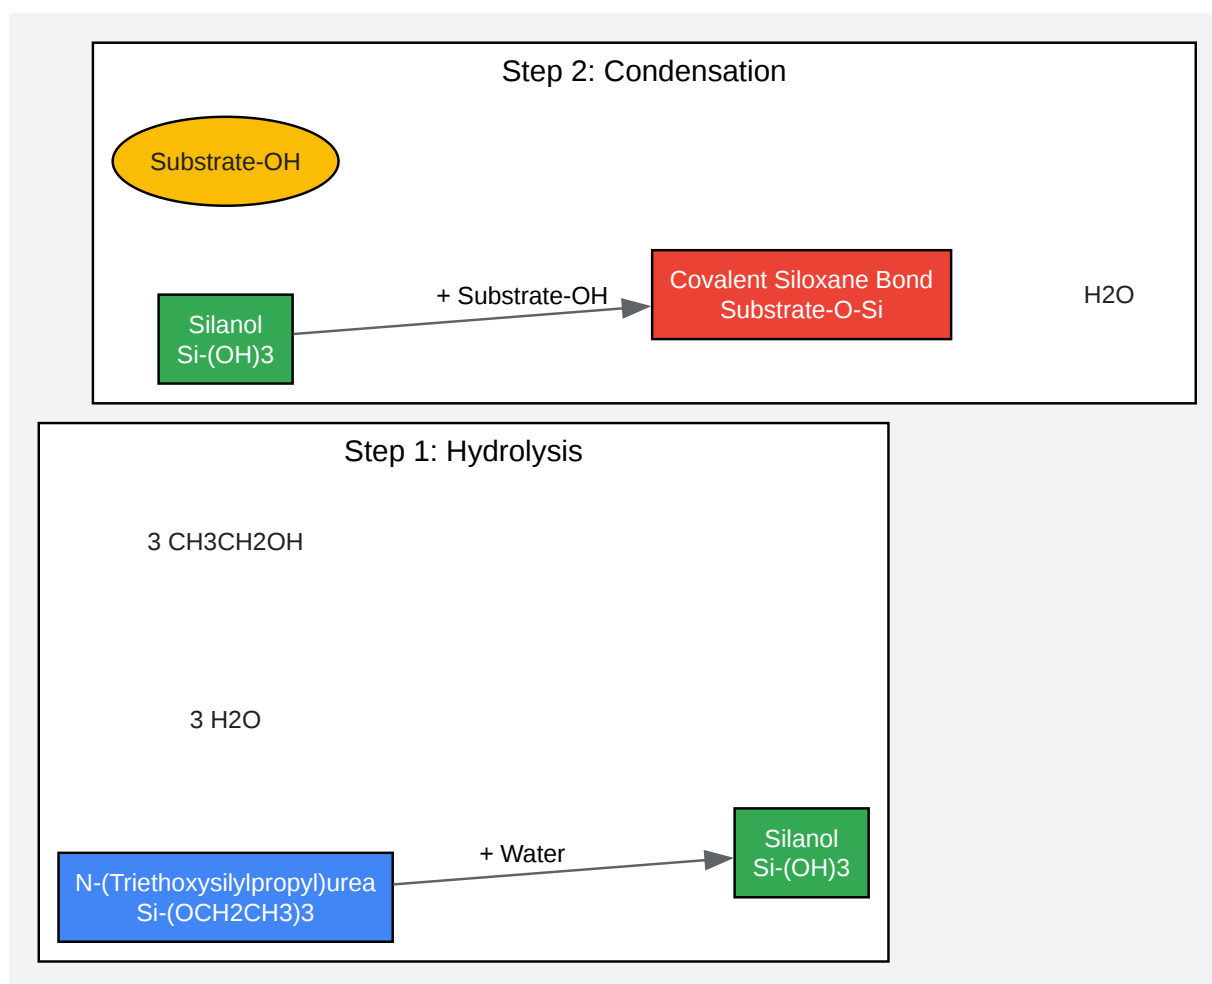 Step 2: Condensation
Substrate-OH
Covalent Siloxane Bond
Substrate-O-Si
+ Substrate-OH
H2O
Silanol
Si-(OH)3
Step 1: Hydrolysis
3 CH3CH2OH
3 H2O
Silanol
Si-(OH)3
+ Water
N-(Triethoxysilylpropyl)urea
Si-(OCH2CH3)3